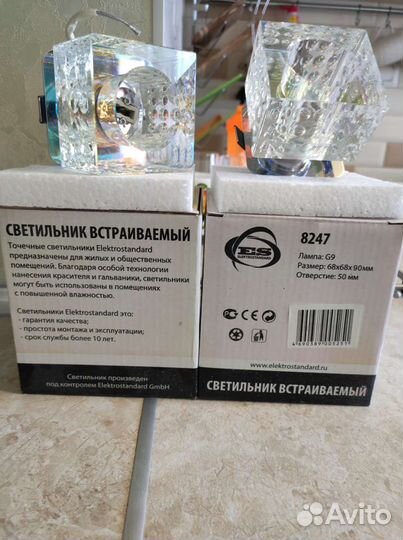 СВЕТИЛЬНИК ВСТРАИВАЕМЫЙ
Точечные светильники Elektrostandard
предназначены для жилых и общественных
помещений. Благодаря особой технологии
нанесения красителя и гальваники, светильники
могут быть использованы в помещениях
с повышенной влажностью.
Светильники Elektrostandard это:
- гарантия качества;
- простота монтажа и эксплуатации;
- срок службы более 10 лет.
Светильник произведен
под контролем Elektrostandard GmbH
ES
ELEKTROSTANDARD
8247
Лампа: G9
Размер: 68x68x90мм
Отверстие: 50 мм
CE
4690389005251
www.elektrostandard.ru
СВЕТИЛЬНИК ВСТРАИВАЕМЫЙ
Avito